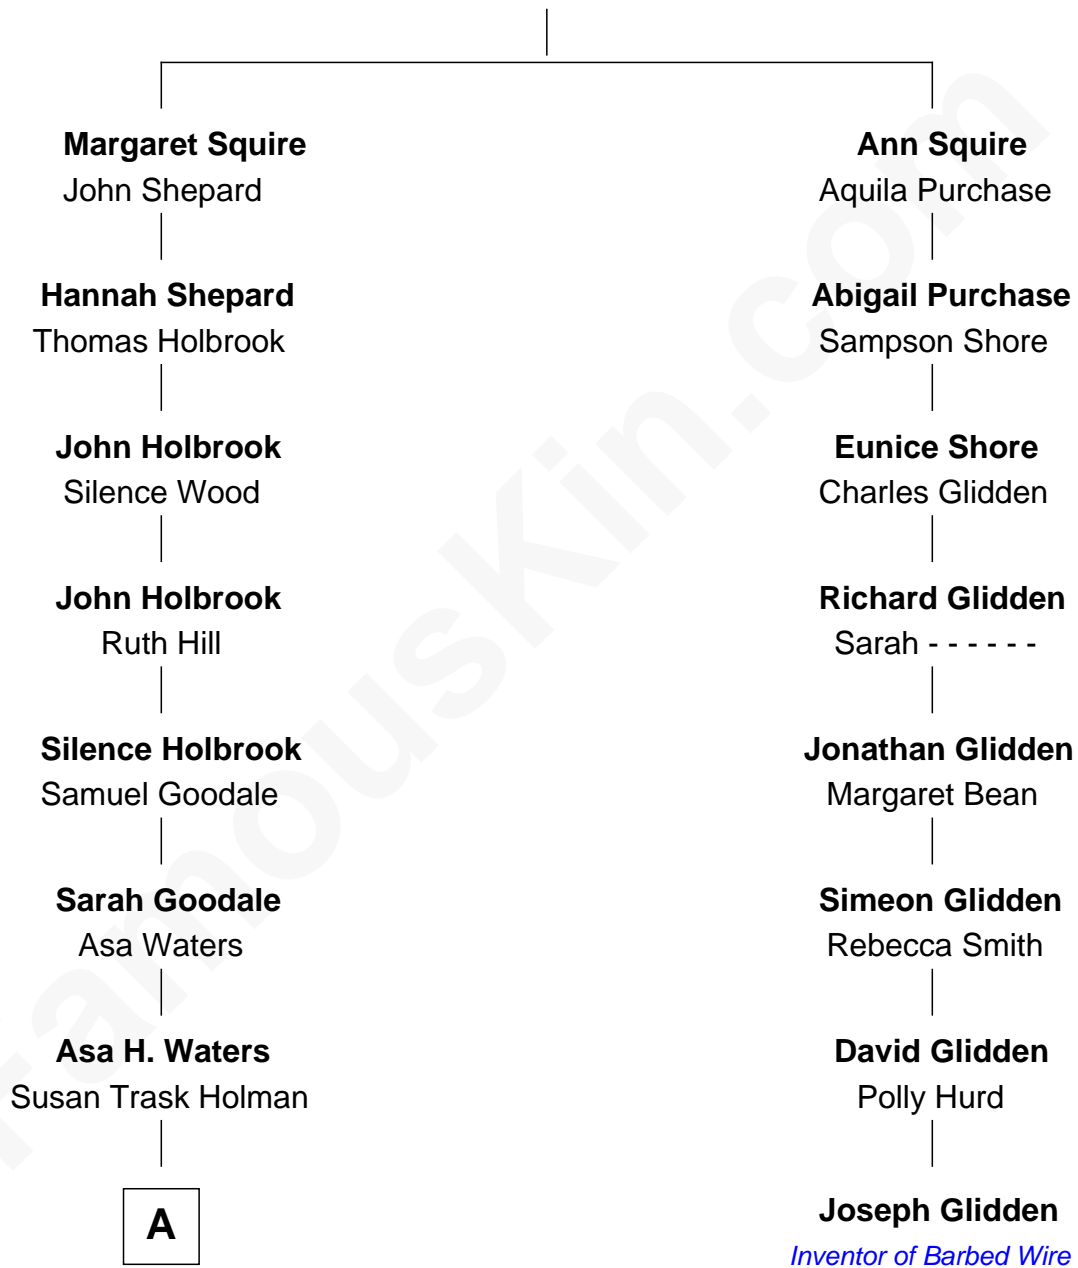 Margaret Squire
John Shepard
Hannah Shepard
Thomas Holbrook
John Holbrook
Silence Wood
John Holbrook
Ruth Hill
Silence Holbrook
Samuel Goodale
Sarah Goodale
Asa Waters
Asa H. Waters
Susan Trask Holman
A
Ann Squire
Aquila Purchase
Abigail Purchase
Sampson Shore
Eunice Shore
Charles Glidden
Richard Glidden
Sarah - - - - - -
Jonathan Glidden
Margaret Bean
Simeon Glidden
Rebecca Smith
David Glidden
Polly Hurd
Joseph Glidden
Inventor of Barbed Wire
FamousKin.com